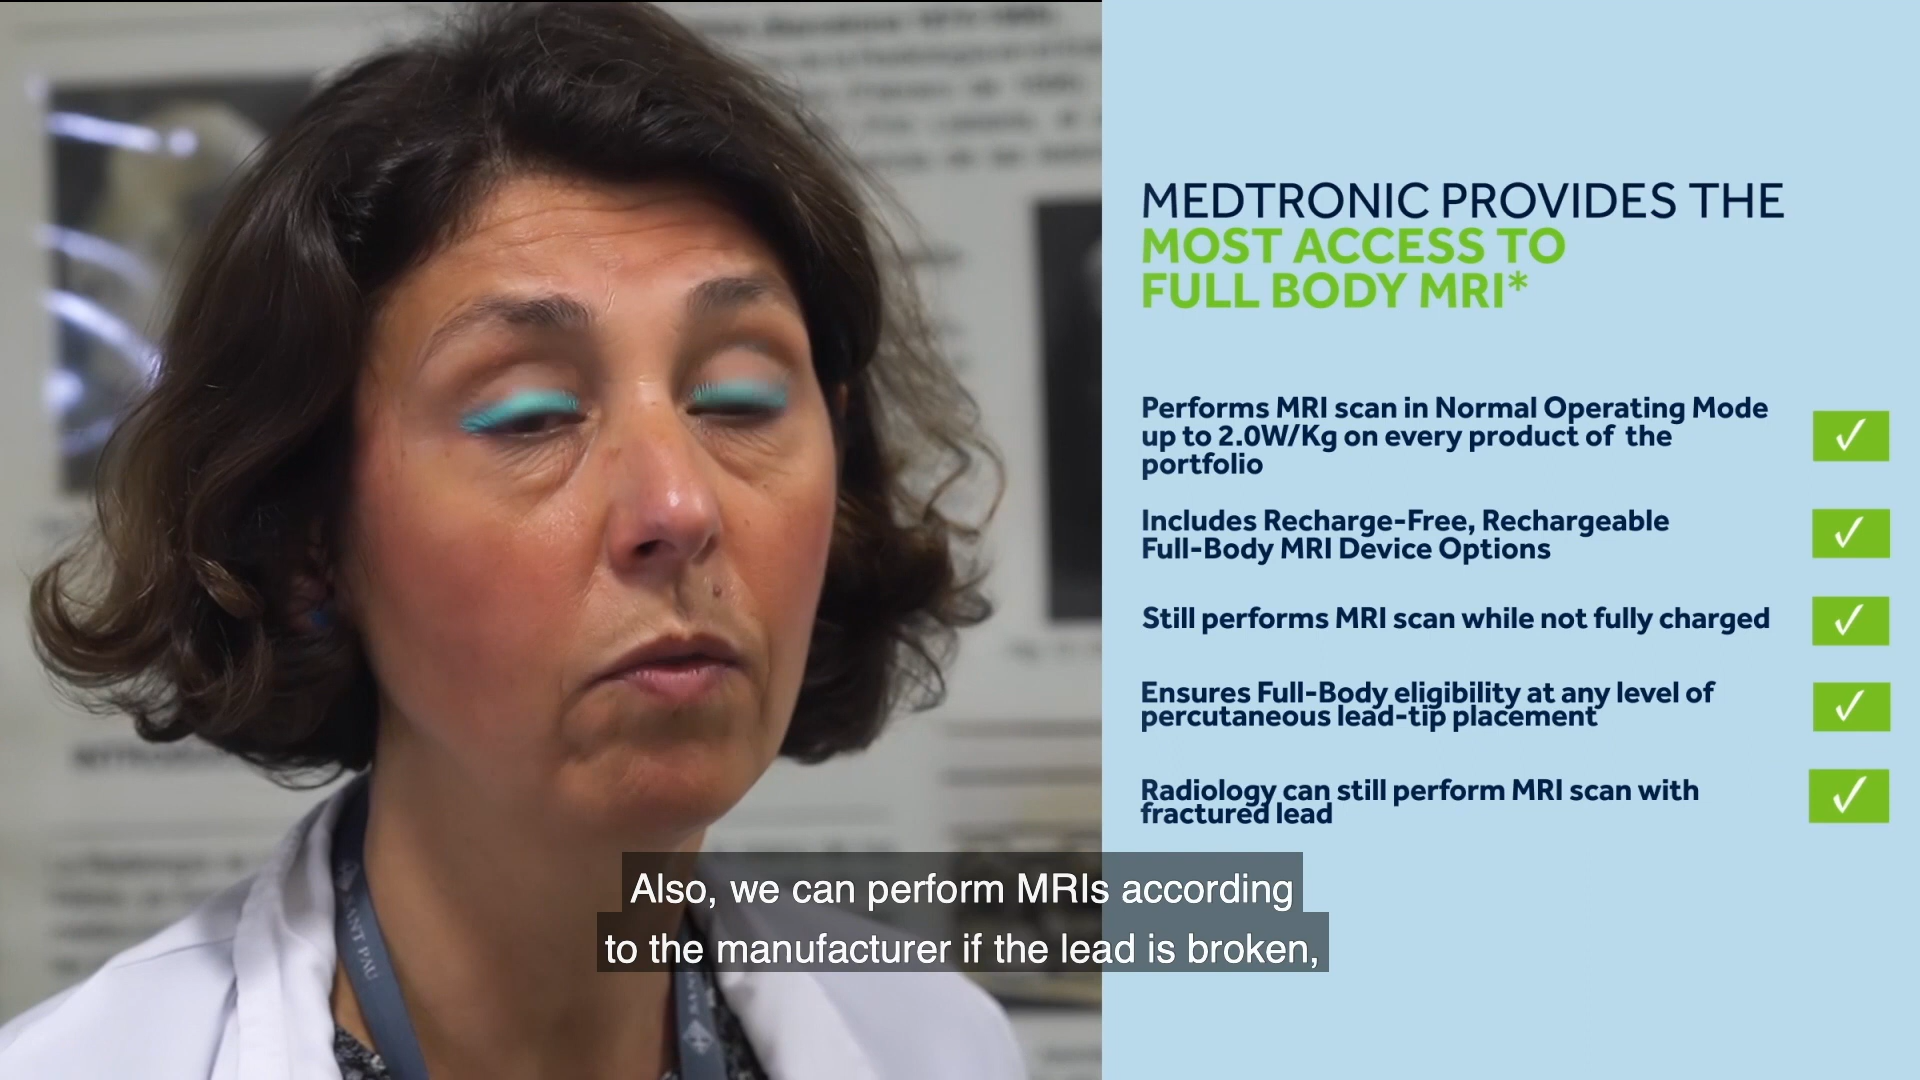 MEDTRONIC PROVIDES THE
MOST ACCESS TO
FULL BODY MRI*
Performs MRI scan in Normal Operating Mode
up to 2.0W/Kg on every product of the
portfolio
Includes Recharge-Free, Rechargeable
Full-Body MRI Device Options
Still performs MRI scan while not fully charged
Ensures Full-Body eligibility at any level of
percutaneous lead-tip placement
Radiology can still perform MRI scan with
fractured lead
SANT PAU
Also, we can perform MRIs according
to the manufacturer if the lead is broken,